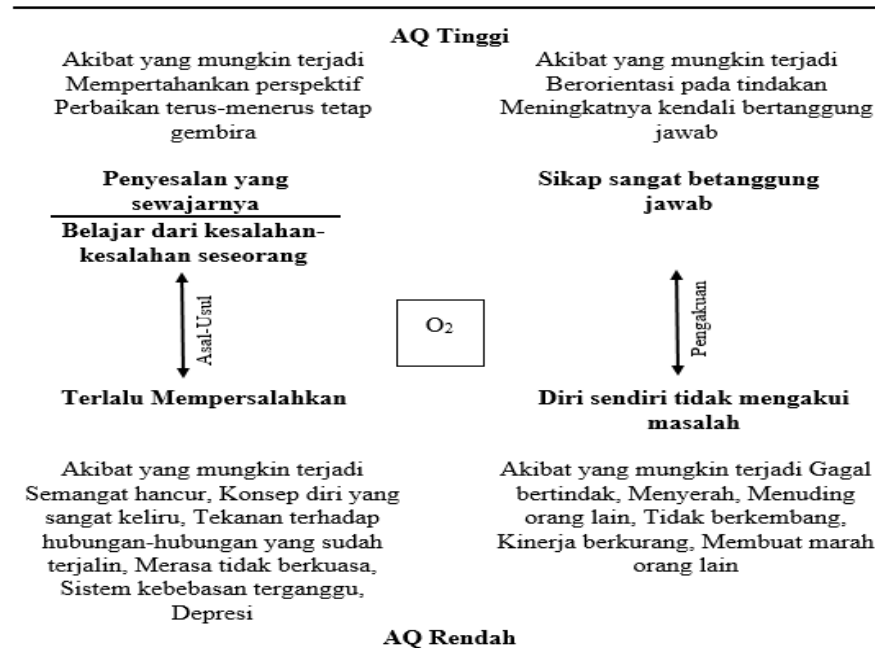 AQ Tinggi
Akibat yang mungkin terjadi
Mempertahankan perspektif
Perbaikan terus-menerus tetap
gembira
Akibat yang mungkin terjadi
Berorientasi pada tindakan
Meningkatnya kendali bertanggung
jawab
Penyesalan yang
sewajarnya
Belajar dari kesalahan-
kesalahan seseorang
Sikap sangat betanggung
jawab
Asal-Usul
O₂
Pengakuan
Terlalu Mempersalahkan
Diri sendiri tidak mengakui
masalah
Akibat yang mungkin terjadi
Semangat hancur, Konsep diri yang
sangat keliru, Tekanan terhadap
hubungan-hubungan yang sudah
terjalin, Merasa tidak berkuasa,
Sistem kebebasan terganggu,
Depresi
Akibat yang mungkin terjadi Gagal
bertindak, Menyerah, Menuding
orang lain, Tidak berkembang,
Kinerja berkurang, Membuat marah
orang lain
AQ Rendah